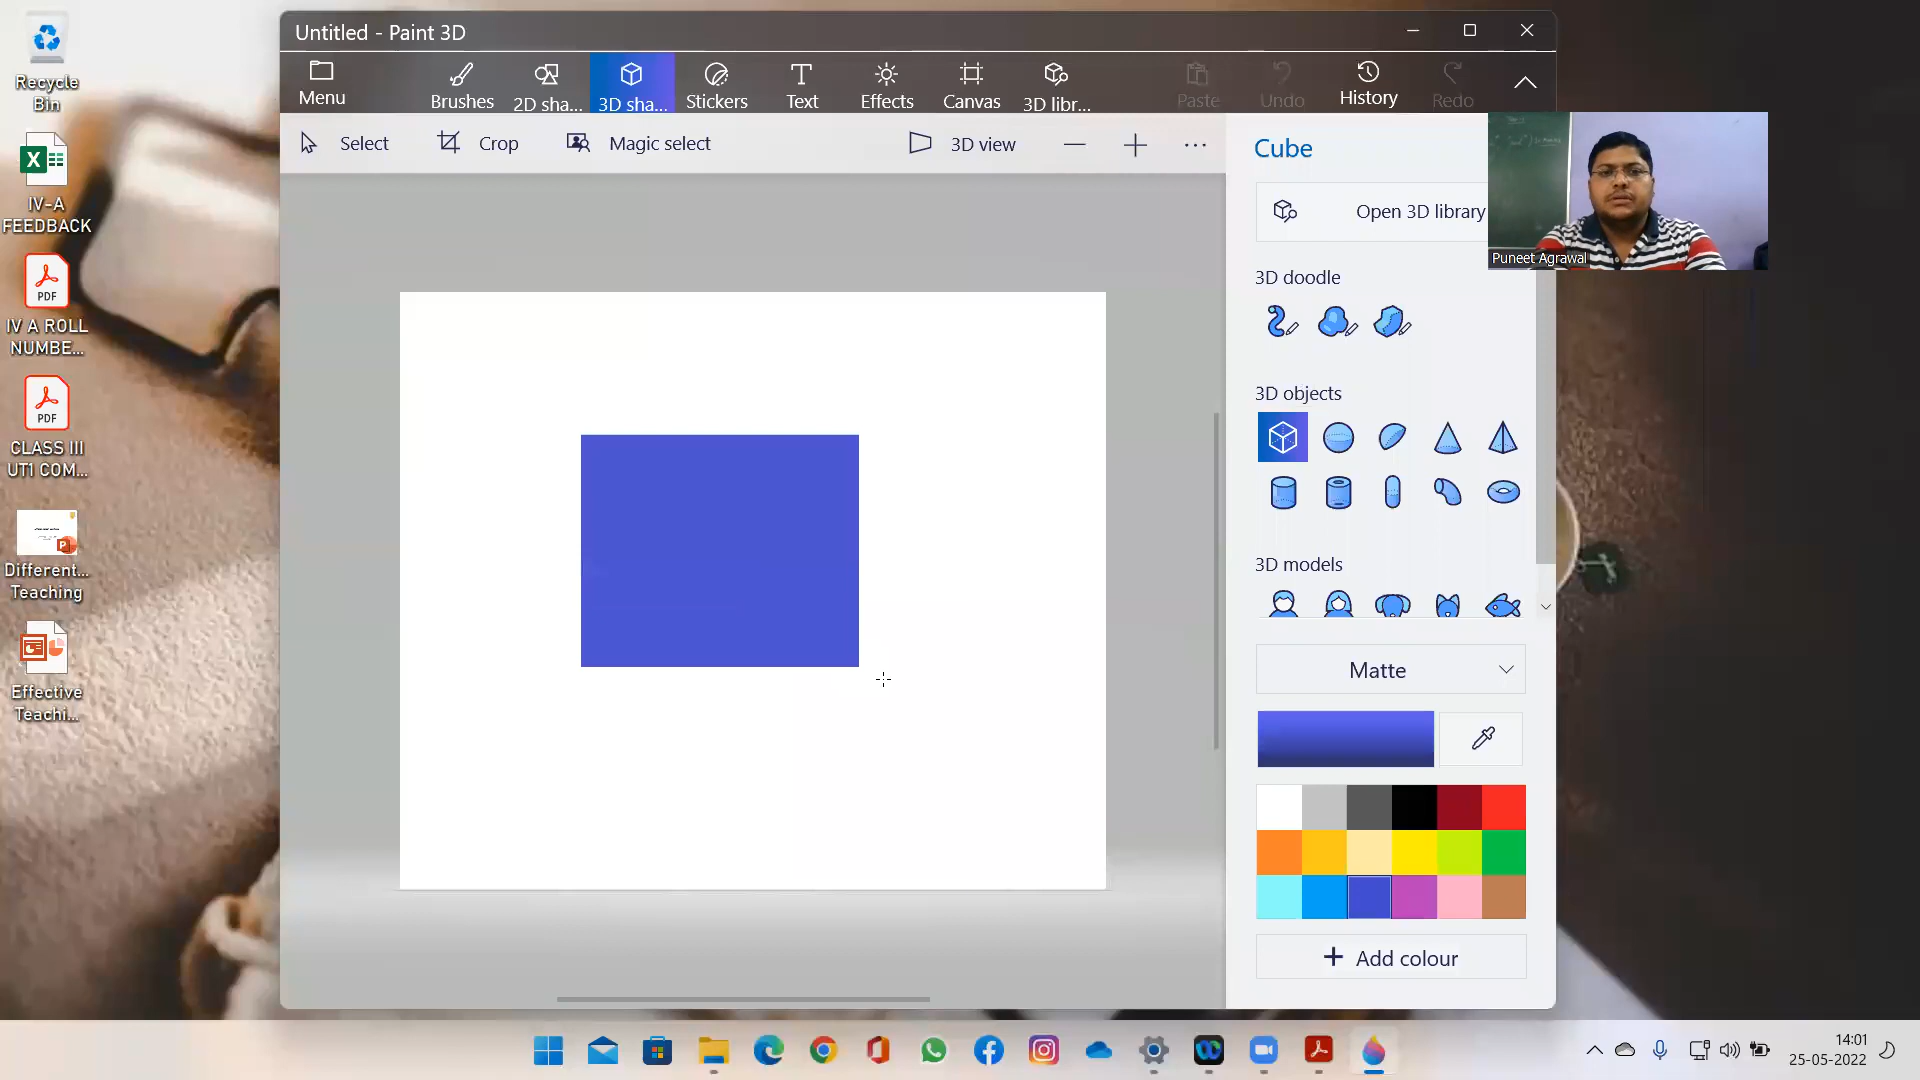 Recycle
Bin
IV-A
FEEDBACK
PDF
IV A ROLL
NUMBE...
PDF
CLASS III
UT1 COM...
Different...
Teaching
Effective
Teachi...
Untitled - Paint 3D
Menu
Brushes
2D sha...
3D sha...
Stickers
Text
Effects
Canvas
3D libr...
Paste
Undo
History
Redo
Select
Crop
Magic select
3D view
Cube
Open 3D library
3D doodle
3D objects
3D models
Matte
Add colour
Puneet Agrawal
14:01
25-05-2022